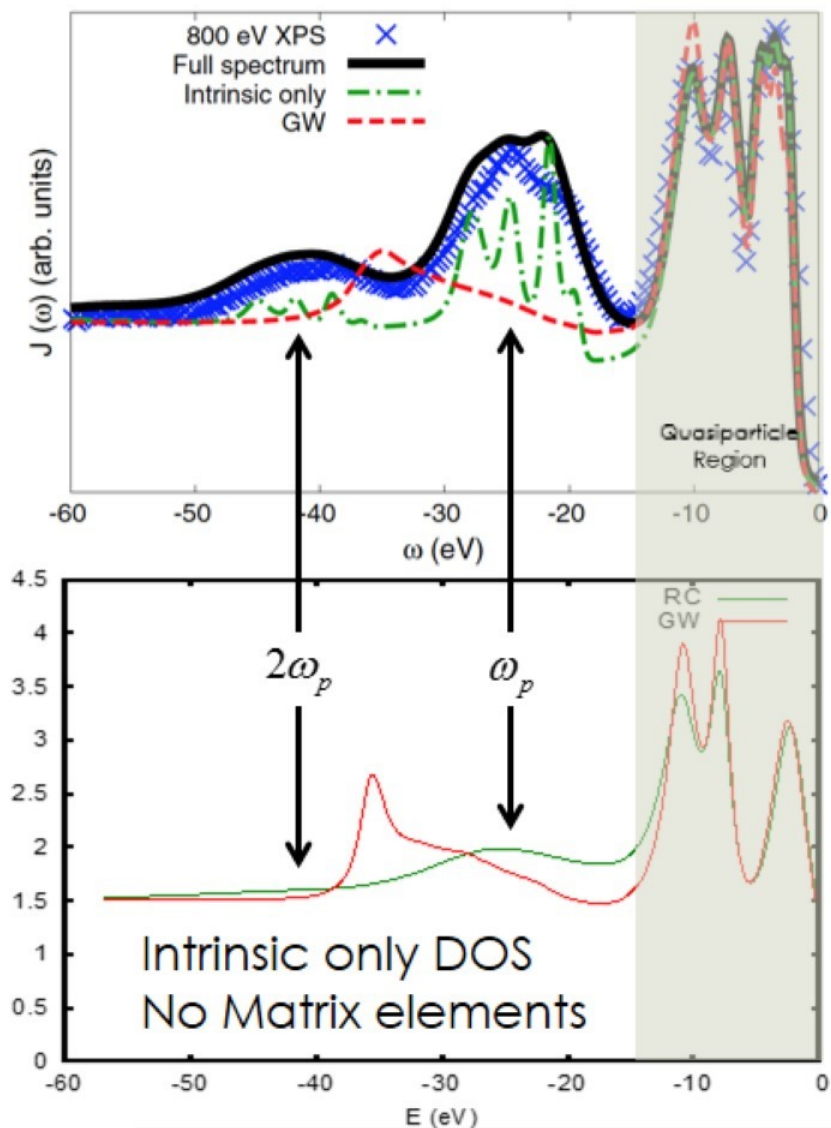 800 eV XPS
Full spectrum
Intrinsic only
GW
J (ω) (arb. units)
Quasiparticle
Region
-60 -50 -40 -30 -20 -10 0
ω (eV)
4.5
RC
GW
4
2ωp ωp
3.5
3
2.5
2
1.5
Intrinsic only DOS
1
No Matrix elements
0.5
0
-60 -50 -40 -30 -20 -10 0
E (eV)